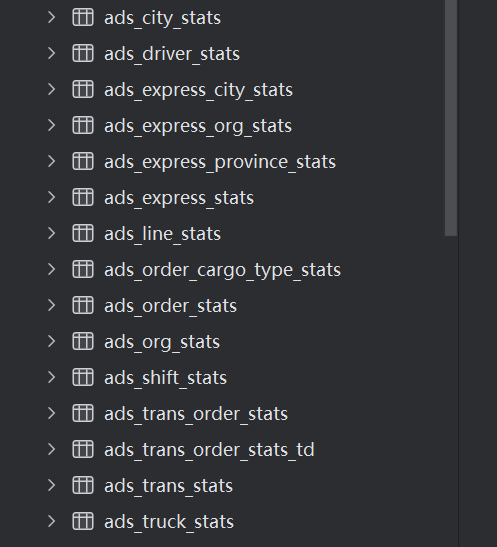 ads_city_stats
ads_driver_stats
ads_express_city_stats
ads_express_org_stats
ads_express_province_stats
ads_express_stats
ads_line_stats
ads_order_cargo_type_stats
ads_order_stats
ads_org_stats
ads_shift_stats
ads_trans_order_stats
ads_trans_order_stats_td
ads_trans_stats
ads_truck_stats